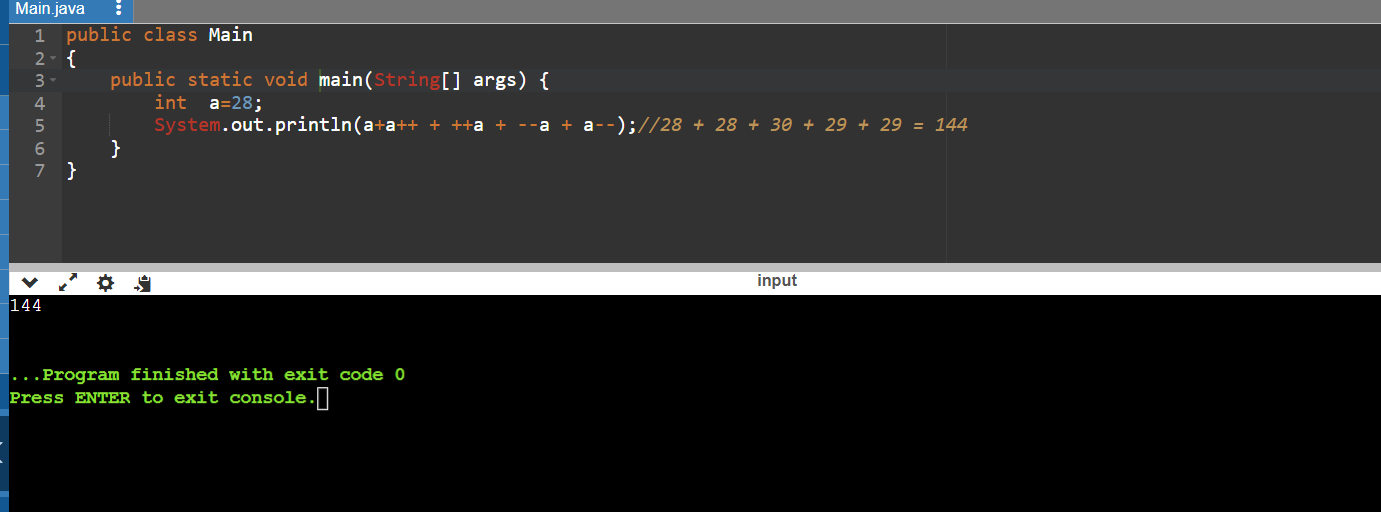 Main.java
1 public class Main
2 {
3 public static void main(String[] args) {
4 int  a=28;
5 System.out.println(a+a++ + ++a + --a + a--);//28 + 28 + 30 + 29 + 29 = 144
6 }
7 }
input
144
...Program finished with exit code 0
Press ENTER to exit console.